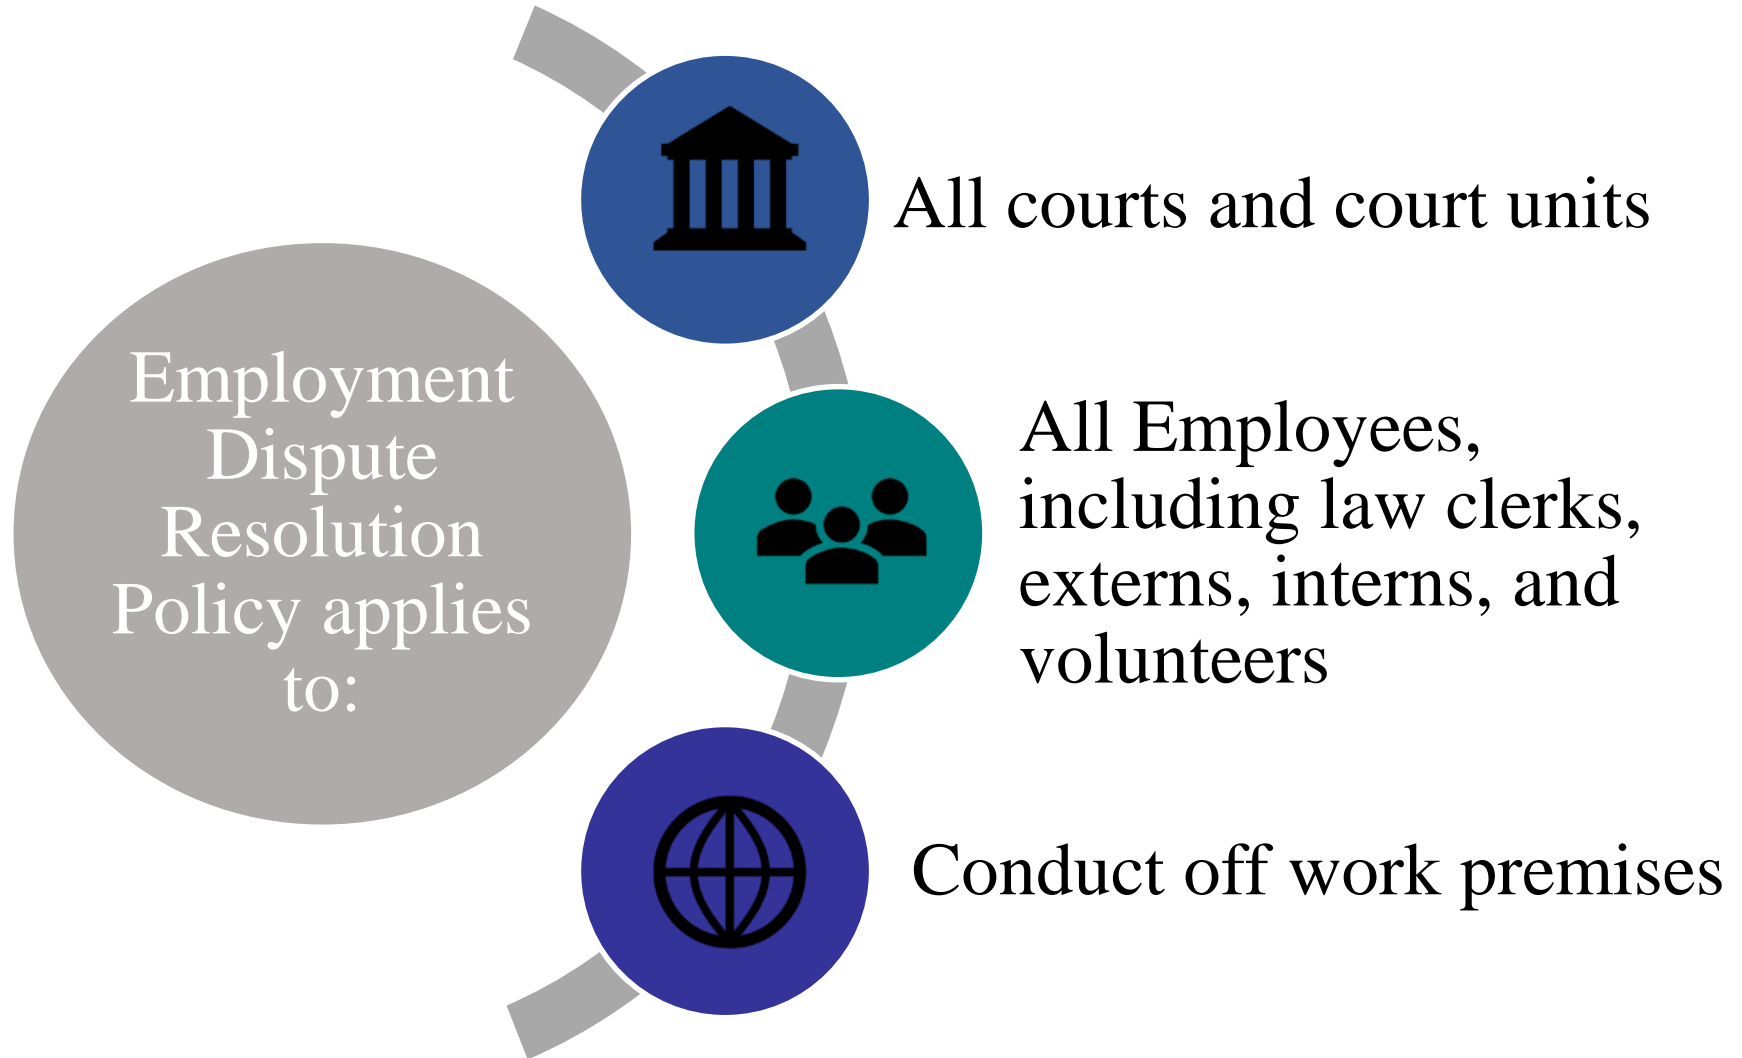 Employment
Dispute
Resolution
Policy applies
to:
All courts and court units
All Employees,
including law clerks,
externs, interns, and
volunteers
Conduct off work premises